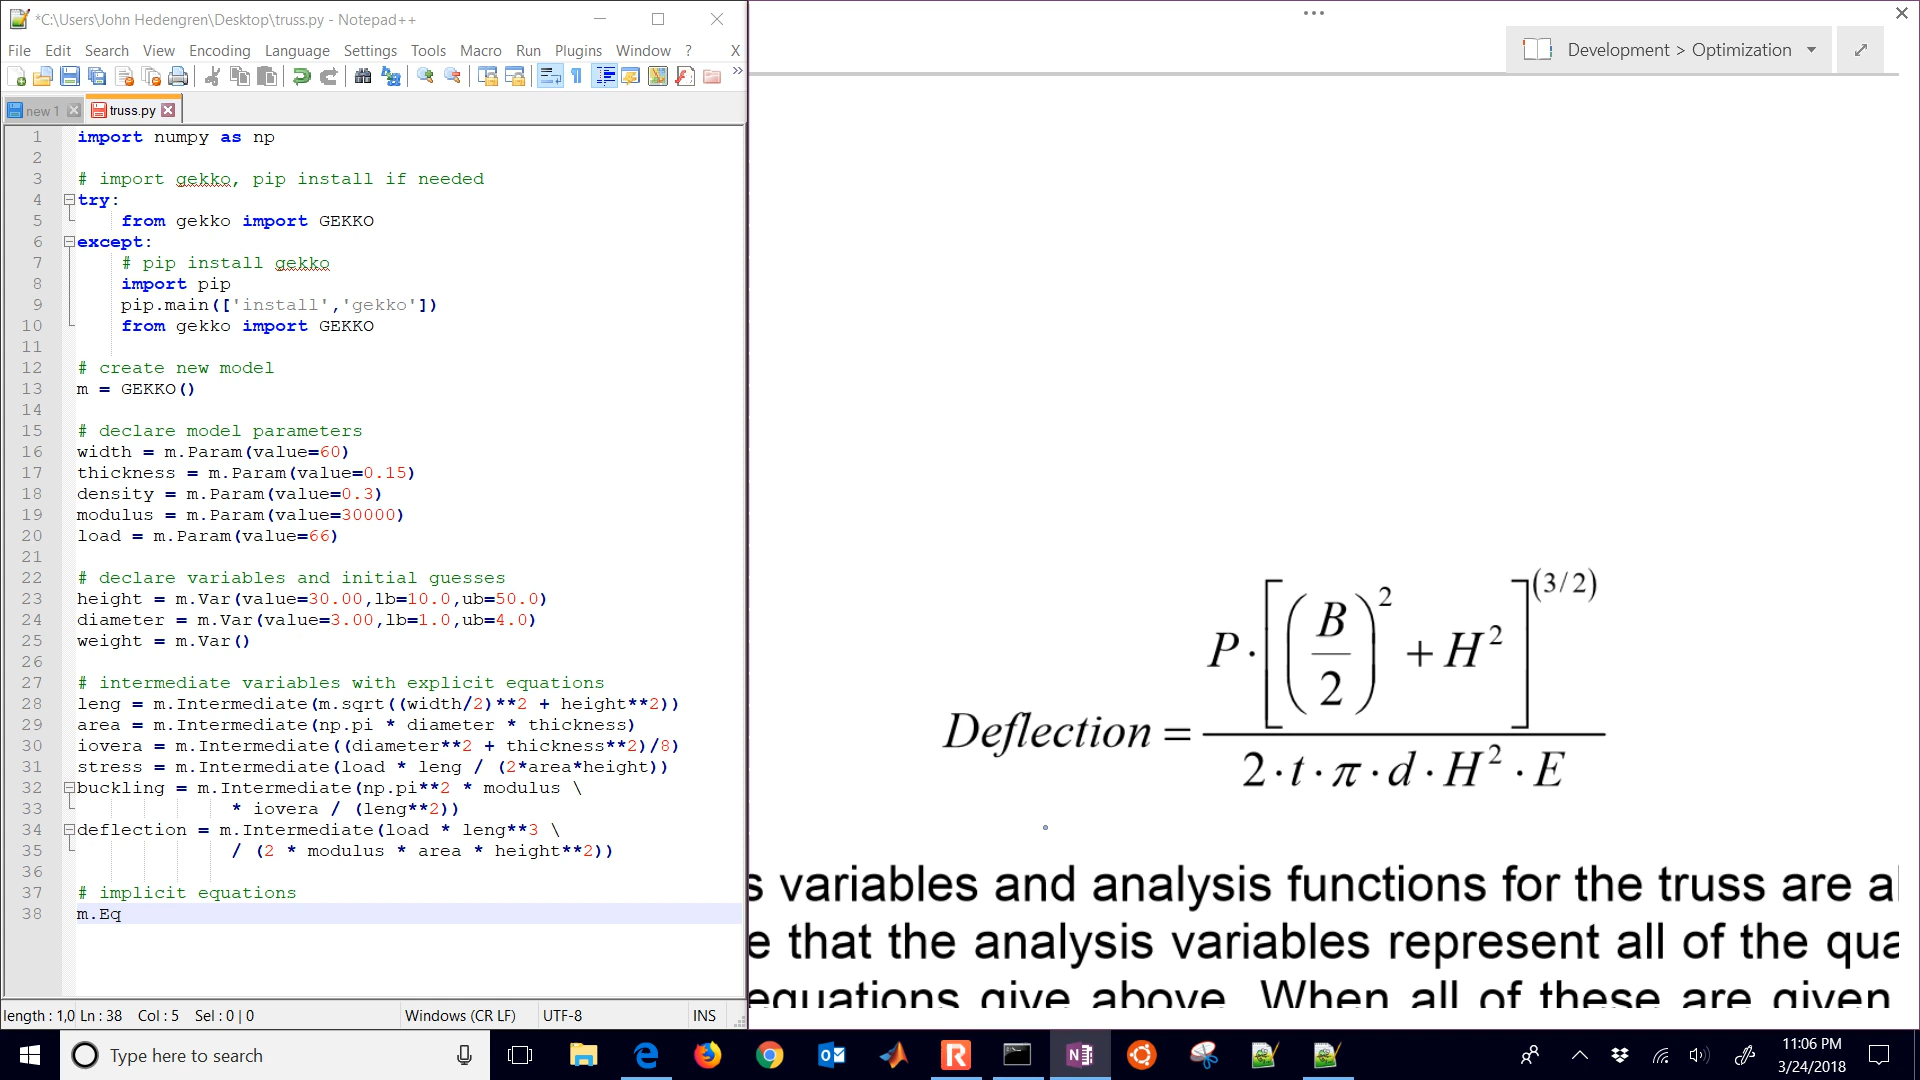 *C:\Users\John Hedengren\Desktop\truss.py - Notepad++
File Edit Search View Encoding Language Settings Tools Macro Run Plugins Window ? X
new 1 truss.py
1 import numpy as np
2
3 # import gekko, pip install if needed
4 try:
5 from gekko import GEKKO
6 except:
7 # pip install gekko
8 import pip
9 pip.main(['install','gekko'])
10 from gekko import GEKKO
11
12 # create new model
13 m = GEKKO()
14
15 # declare model parameters
16 width = m.Param(value=60)
17 thickness = m.Param(value=0.15)
18 density = m.Param(value=0.3)
19 modulus = m.Param(value=30000)
20 load = m.Param(value=66)
21
22 # declare variables and initial guesses
23 height = m.Var(value=30.00,lb=10.0,ub=50.0)
24 diameter = m.Var(value=3.00,lb=1.0,ub=4.0)
25 weight = m.Var()
26
27 # intermediate variables with explicit equations
28 leng = m.Intermediate(m.sqrt((width/2)**2 + height**2))
29 area = m.Intermediate(np.pi * diameter * thickness)
30 iovera = m.Intermediate((diameter**2 + thickness**2)/8)
31 stress = m.Intermediate(load * leng / (2*area*height))
32 buckling = m.Intermediate(np.pi**2 * modulus \
33 * iovera / (leng**2))
34 deflection = m.Intermediate(load * leng**3 \
35 / (2 * modulus * area * height**2))
36
37 # implicit equations
38 m.Eq
length : 1,0 Ln : 38 Col : 5 Sel : 0 | 0 Windows (CR LF) UTF-8 INS
Development > Optimization
Deflection = P·[(B/2)² + H²]^(3/2) / 2·t·π·d·H²·E
s variables and analysis functions for the truss are a
e that the analysis variables represent all of the qua
equations give above. When all of these are given
Type here to search
11:06 PM
3/24/2018